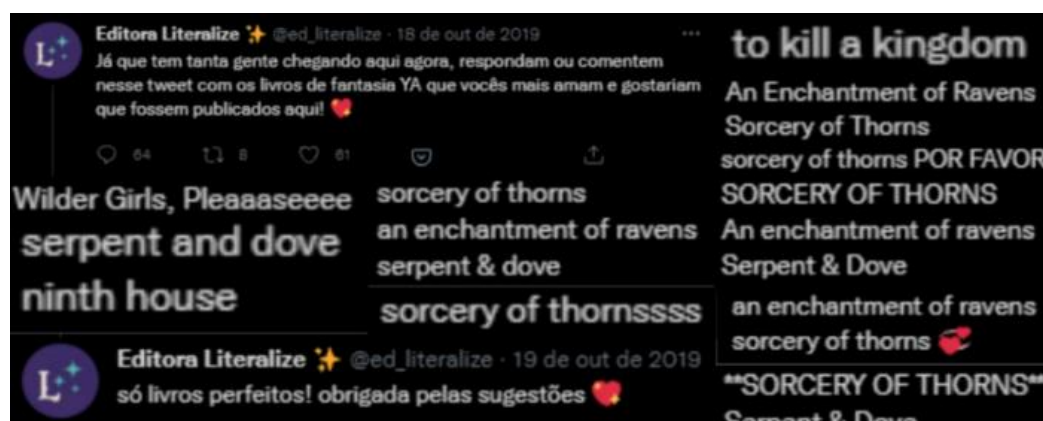 Editora Literalize ✨ @ed_literalize · 18 de out de 2019
Já que tem tanta gente chegando aqui agora, respondam ou comentem
nesse tweet com os livros de fantasia YA que vocês mais amam e gostariam
que fossem publicados aqui! 💖
64 8 61
Wilder Girls, Pleaaaseeee
serpent and dove
ninth house
sorcery of thorns
an enchantment of ravens
serpent & dove
sorcery of thornssss
Editora Literalize ✨ @ed_literalize · 19 de out de 2019
só livros perfeitos! obrigada pelas sugestões 💖
to kill a kingdom
An Enchantment of Ravens
Sorcery of Thorns
sorcery of thorns POR FAVOR
SORCERY OF THORNS
An enchantment of ravens
Serpent & Dove
an enchantment of ravens
sorcery of thorns 💞
**SORCERY OF THORNS**
Serpent & Dove